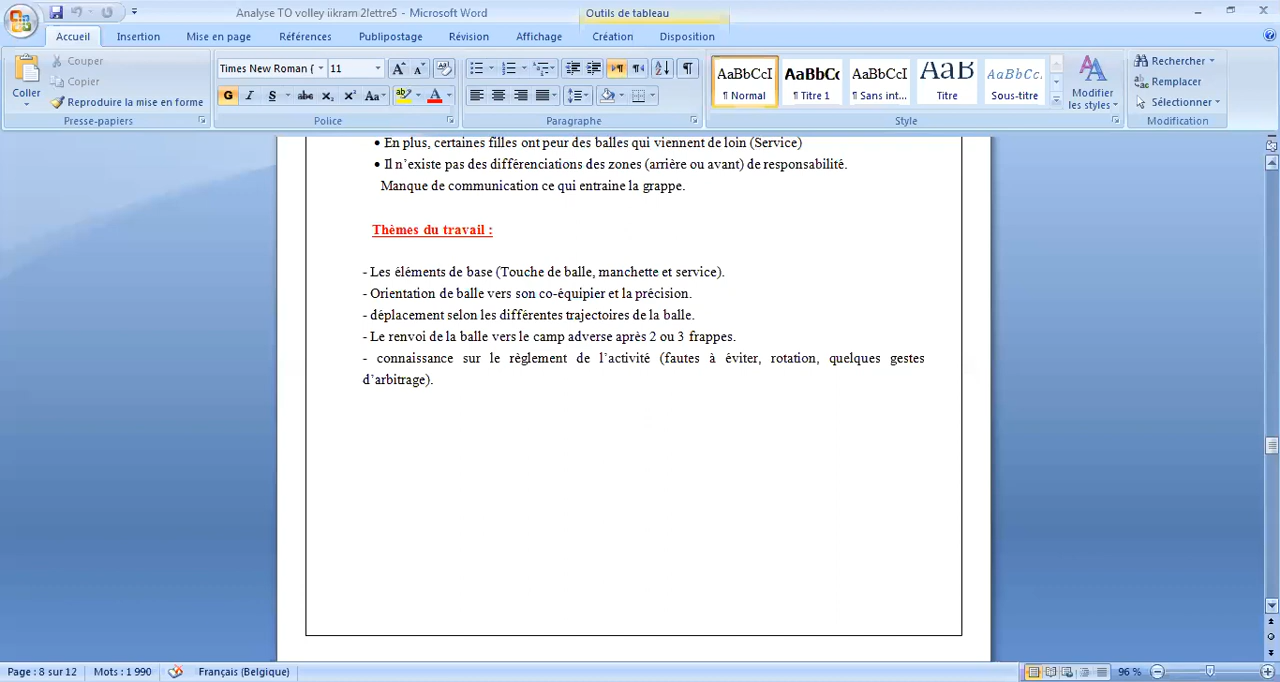 Analyse TO volley iikram 2lettre5 - Microsoft Word
Outils de tableau
Accueil Insertion Mise en page Références Publipostage Révision Affichage Création Disposition
Coller
Couper
Copier
Reproduire la mise en forme
Presse-papiers
Times New Roman ( 11
G I S abc X₂ X² Aa
Police
Paragraphe
AaBbCcI AaBbCc AaBbCcI AaB AaBbCc.
¶ Normal ¶ Titre 1 ¶ Sans int... Titre Sous-titre
Modifier
les styles
Style
Rechercher
Remplacer
Sélectionner
Modification
• En plus, certaines filles ont peur des balles qui viennent de loin (Service)
• Il n’existe pas des différenciations des zones (arrière ou avant) de responsabilité.
Manque de communication ce qui entraine la grappe.
Thèmes du travail :
- Les éléments de base (Touche de balle, manchette et service).
- Orientation de balle vers son co-équipier et la précision.
- déplacement selon les différentes trajectoires de la balle.
- Le renvoi de la balle vers le camp adverse après 2 ou 3 frappes.
- connaissance sur le règlement de l’activité (fautes à éviter, rotation, quelques gestes
d’arbitrage).
Page : 8 sur 12 Mots : 1 990 Français (Belgique) 96 %